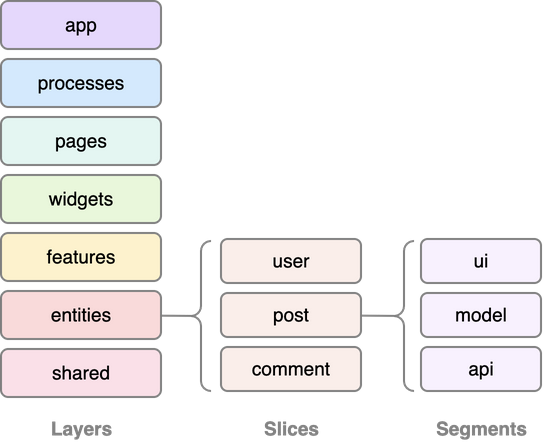 app
processes
pages
widgets
features
entities
shared
user
post
comment
ui
model
api
Layers
Slices
Segments